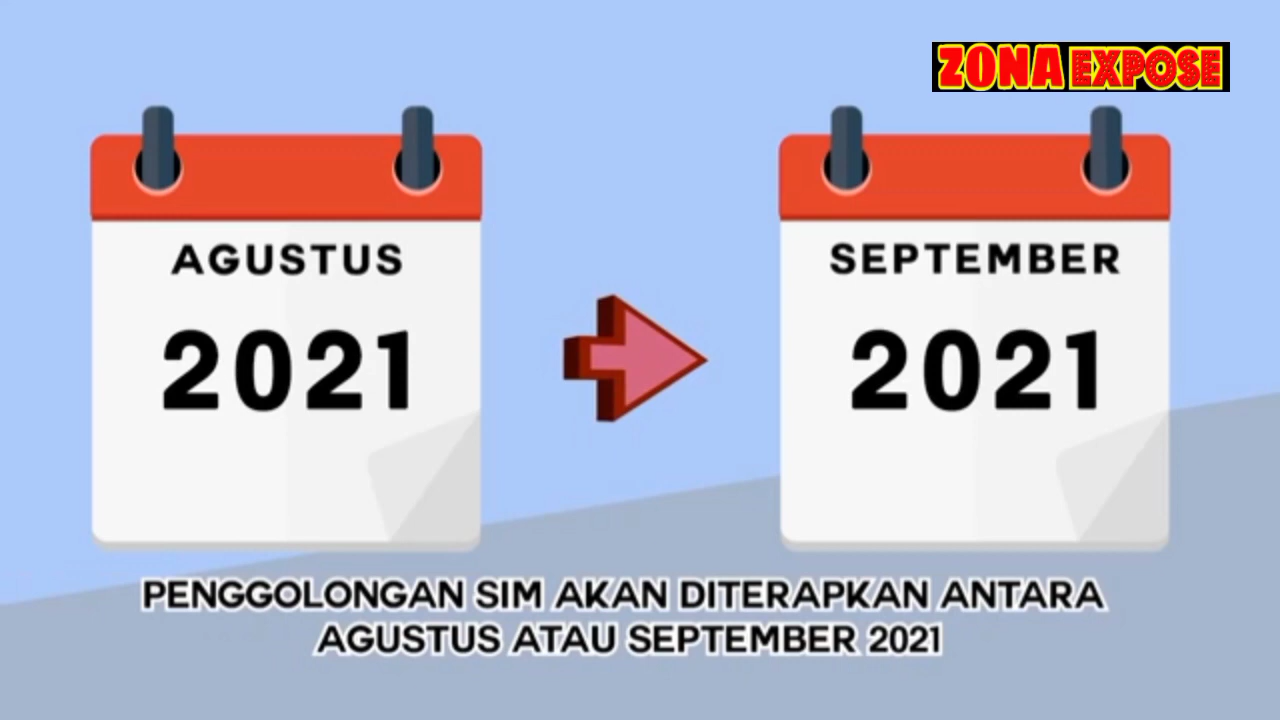 ZONA EXPOSE
AGUSTUS
2021
SEPTEMBER
2021
PENGGOLONGAN SIM AKAN DITERAPKAN ANTARA
AGUSTUS ATAU SEPTEMBER 2021